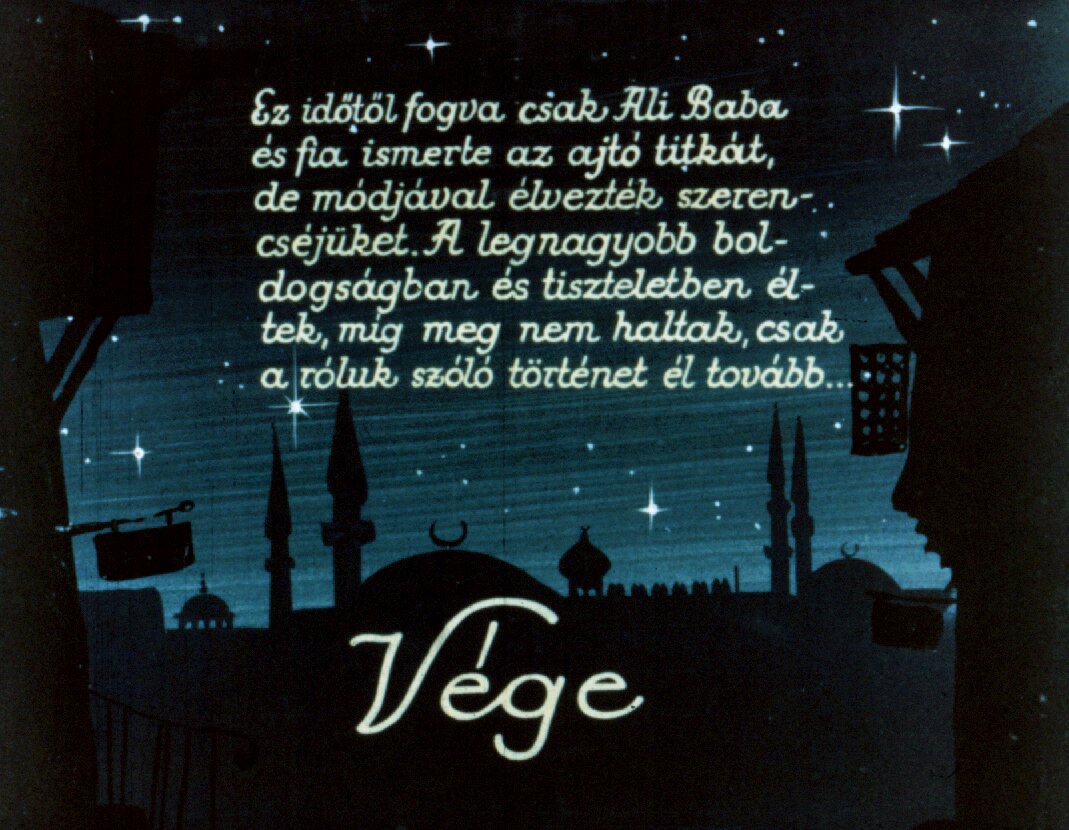 Ez időtől fogva csak Ali Baba
és fia ismerte az ajtó titkát,
de módjával élvezték szeren-
cséjüket. A legnagyobb bol-
dogságban és tiszteletben él-
tek, míg meg nem haltak, csak
a róluk szóló történet él tovább...
Vége